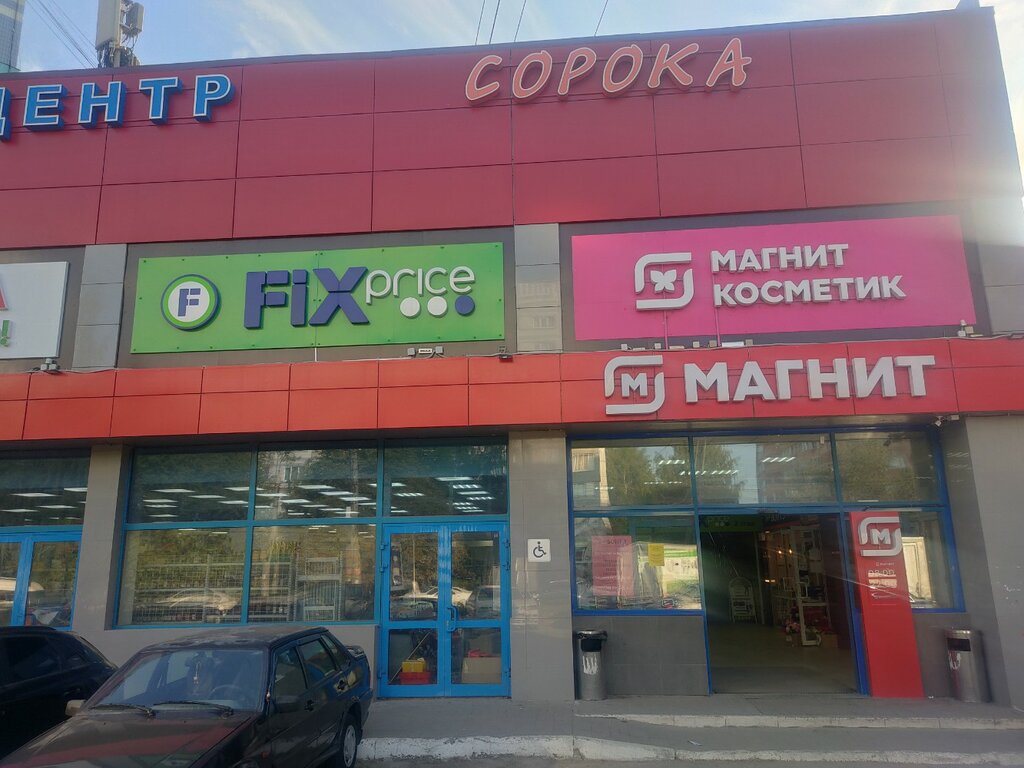 ЦЕНТР
СОРОКА
F FiX price
МАГНИТ
КОСМЕТИК
М МАГНИТ
М